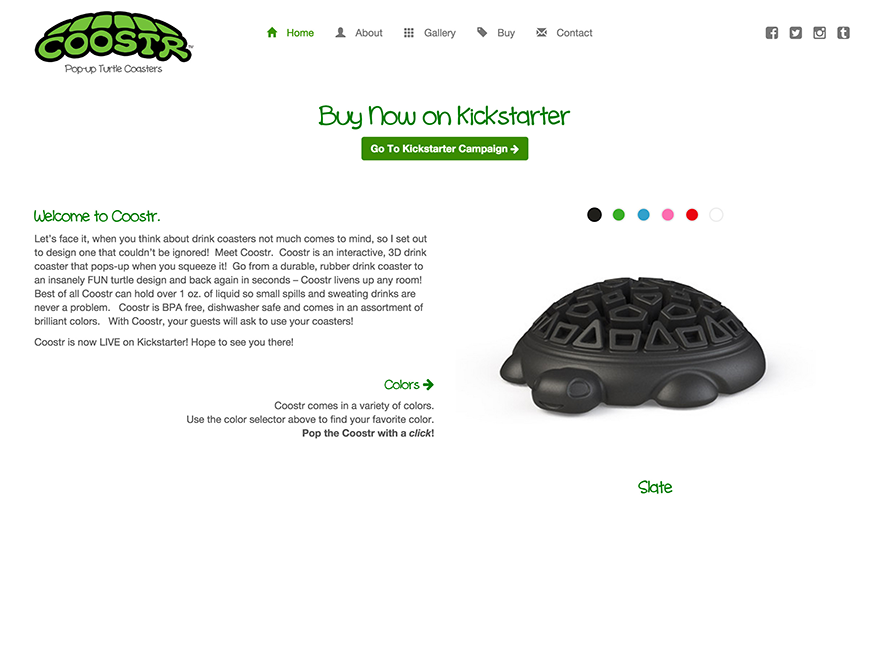 COOSTR™
Pop-up Turtle Coasters
Home About Gallery Buy Contact
Buy Now on Kickstarter
Go To Kickstarter Campaign
Welcome to Coostr.
Let's face it, when you think about drink coasters not much comes to mind, so I set out
to design one that couldn't be ignored!  Meet Coostr.  Coostr is an interactive, 3D drink
coaster that pops-up when you squeeze it!  Go from a durable, rubber drink coaster to
an insanely FUN turtle design and back again in seconds – Coostr livens up any room!
Best of all Coostr can hold over 1 oz. of liquid so small spills and sweating drinks are
never a problem.   Coostr is BPA free, dishwasher safe and comes in an assortment of
brilliant colors.   With Coostr, your guests will ask to use your coasters!
Coostr is now LIVE on Kickstarter! Hope to see you there!
Colors
Coostr comes in a variety of colors.
Use the color selector above to find your favorite color.
Pop the Coostr with a click!
Slate